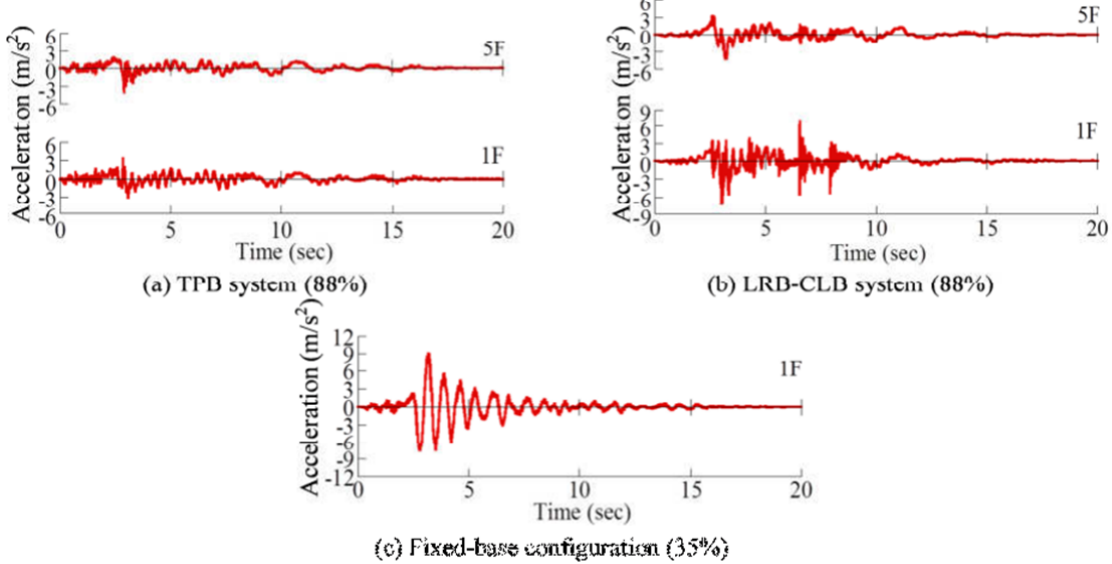 Acceleraton (m/s²)
6
3
0
-3
-6
5F
6
3
0
-3
-6
1F
0 5 10 15 20
Time (sec)
(a) TPB system (88%)
Acceleraton (m/s²)
6
3
0
-3
-6
5F
9
6
3
0
-3
-6
-9
1F
0 5 10 15 20
Time (sec)
(b) LRB-CLB system (88%)
Acceleration (m/s²)
12
9
6
3
0
-3
-6
-9
-12
1F
0 5 10 15 20
Time (sec)
(c) Fixed-base configuration (35%)